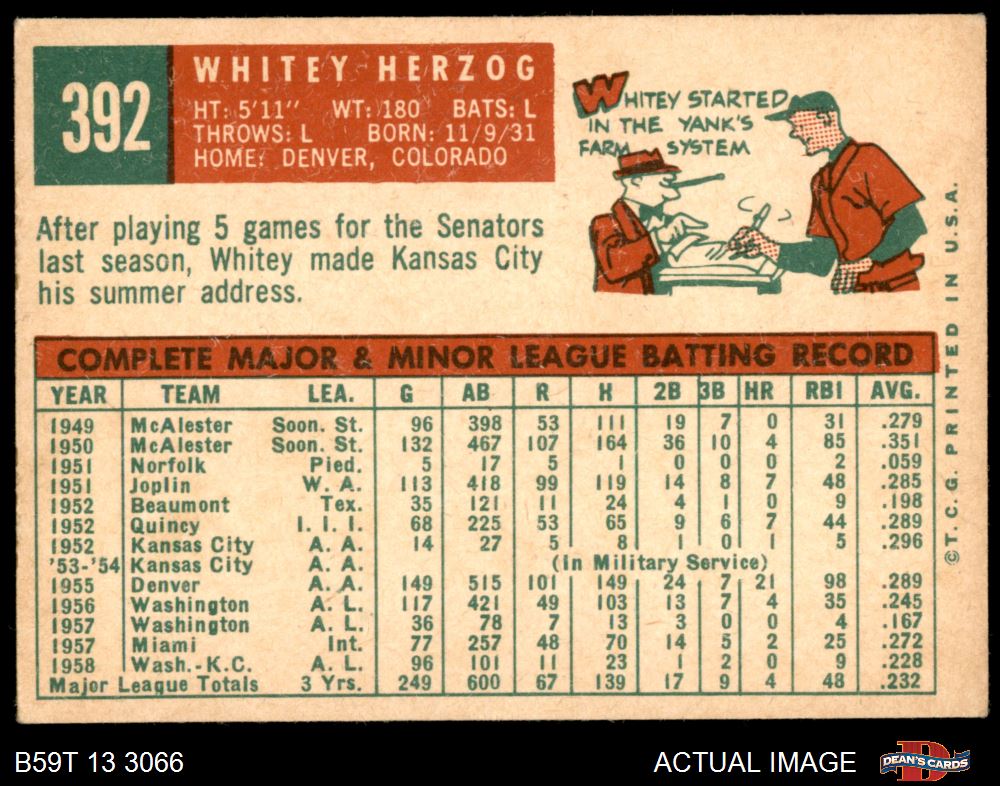 392
WHITEY HERZOG
HT: 5'11" WT: 180 BATS: L
THROWS: L BORN: 11/9/31
HOME: DENVER, COLORADO
WHITEY STARTED
IN THE YANK'S
FARM SYSTEM
After playing 5 games for the Senators
last season, Whitey made Kansas City
his summer address.
COMPLETE MAJOR & MINOR LEAGUE BATTING RECORD
YEAR TEAM LEA. G AB R H 2B 3B HR RBI AVG.
1949 McAlester Soon. St. 96 398 53 111 19 7 0 31 .279
1950 McAlester Soon. St. 132 467 107 164 36 10 4 85 .351
1951 Norfolk Pied. 5 17 5 1 0 0 0 2 .059
1951 Joplin W. A. 113 418 99 119 14 8 7 48 .285
1952 Beaumont Tex. 35 121 11 24 4 1 0 9 .198
1952 Quincy I. I. I. 68 225 53 65 9 6 7 44 .289
1952 Kansas City A. A. 14 27 5 8 1 0 1 5 .296
'53-'54 Kansas City A. A. (In Military Service)
1955 Denver A. A. 149 515 101 149 24 7 21 98 .289
1956 Washington A. L. 117 421 49 103 13 7 4 35 .245
1957 Washington A. L. 36 78 7 13 3 0 0 4 .167
1957 Miami Int. 77 257 48 70 14 5 2 25 .272
1958 Wash.-K.C. A. L. 96 101 11 23 1 2 0 9 .228
Major League Totals 3 Yrs. 249 600 67 139 17 9 4 48 .232
©T.C.G. PRINTED IN U.S.A.
B59T 13 3066
ACTUAL IMAGE
D
DEAN'S CARDS